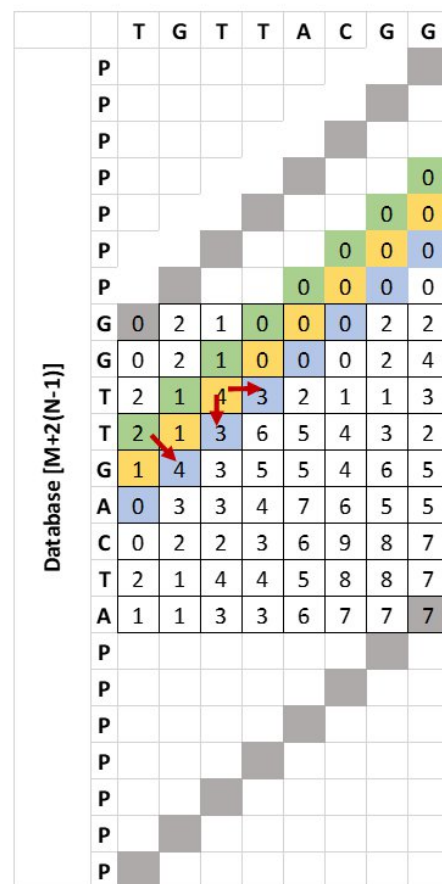 T G T T A C G G
P
P
P
P 0
P 0 0
P 0 0 0
P 0 0 0 0
G 0 2 1 0 0 0 2 2
G 0 2 1 0 0 0 2 4
T 2 1 4 3 2 1 1 3
T 2 1 3 6 5 4 3 2
G 1 4 3 5 5 4 6 5
A 0 3 3 4 7 6 5 5
C 0 2 2 3 6 9 8 7
T 2 1 4 4 5 8 8 7
A 1 1 3 3 6 7 7 7
P
P
P
P
P
P
P
Database [M+2(N-1)]